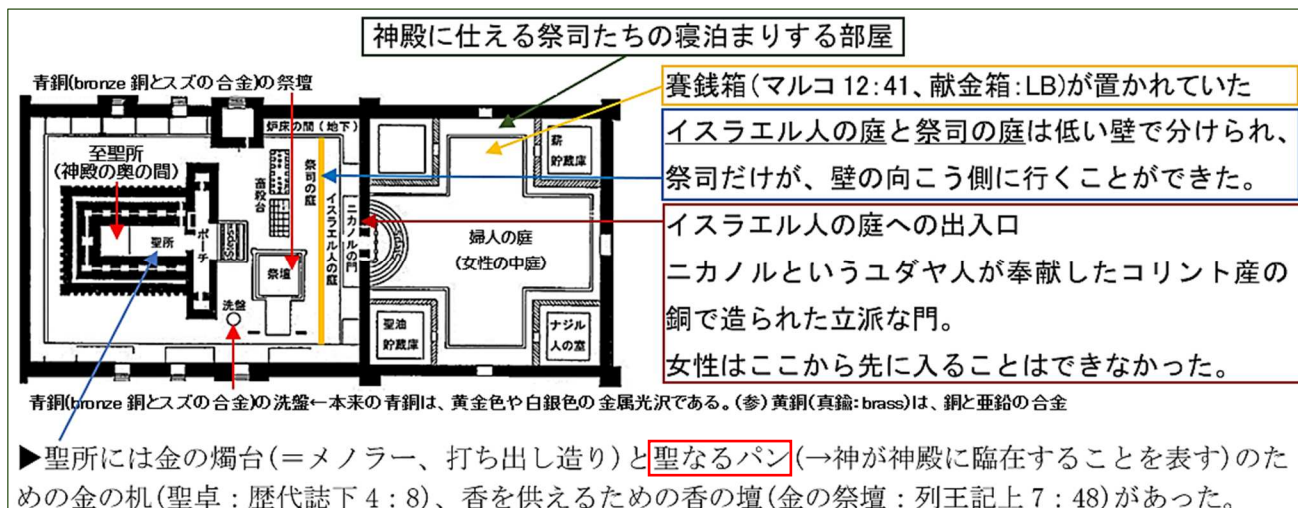 神殿に仕える祭司たちの寝泊まりする部屋
青銅(bronze 銅とスズの合金)の祭壇
賽銭箱(マルコ 12:41、献金箱:LB)が置かれていた
イスラエル人の庭と祭司の庭は低い壁で分けられ、
祭司だけが、壁の向こう側に行くことができた。
イスラエル人の庭への出入口
ニカノルというユダヤ人が奉献したコリント産の
銅で造られた立派な門。
女性はここから先に入ることはできなかった。
炉床の間(地下)
至聖所
(神殿の奥の間)
聖所
ポーチ
屠殺台
祭司の庭
イスラエル人の庭
ニカノルの門
祭壇
洗盤
薪
貯蔵庫
婦人の庭
(女性の中庭)
聖油
貯蔵庫
ナジル
人の室
青銅(bronze 銅とスズの合金)の洗盤←本来の青銅は、黄金色や白銀色の金属光沢である。(参)黄銅(真鍮:brass)は、銅と亜鉛の合金
▶聖所には金の燭台(=メノラー、打ち出し造り)と聖なるパン(→神が神殿に臨在することを表す)のた
めの金の机(聖卓:歴代誌下 4:8)、香を供えるための香の壇(金の祭壇:列王記上 7:48)があった。